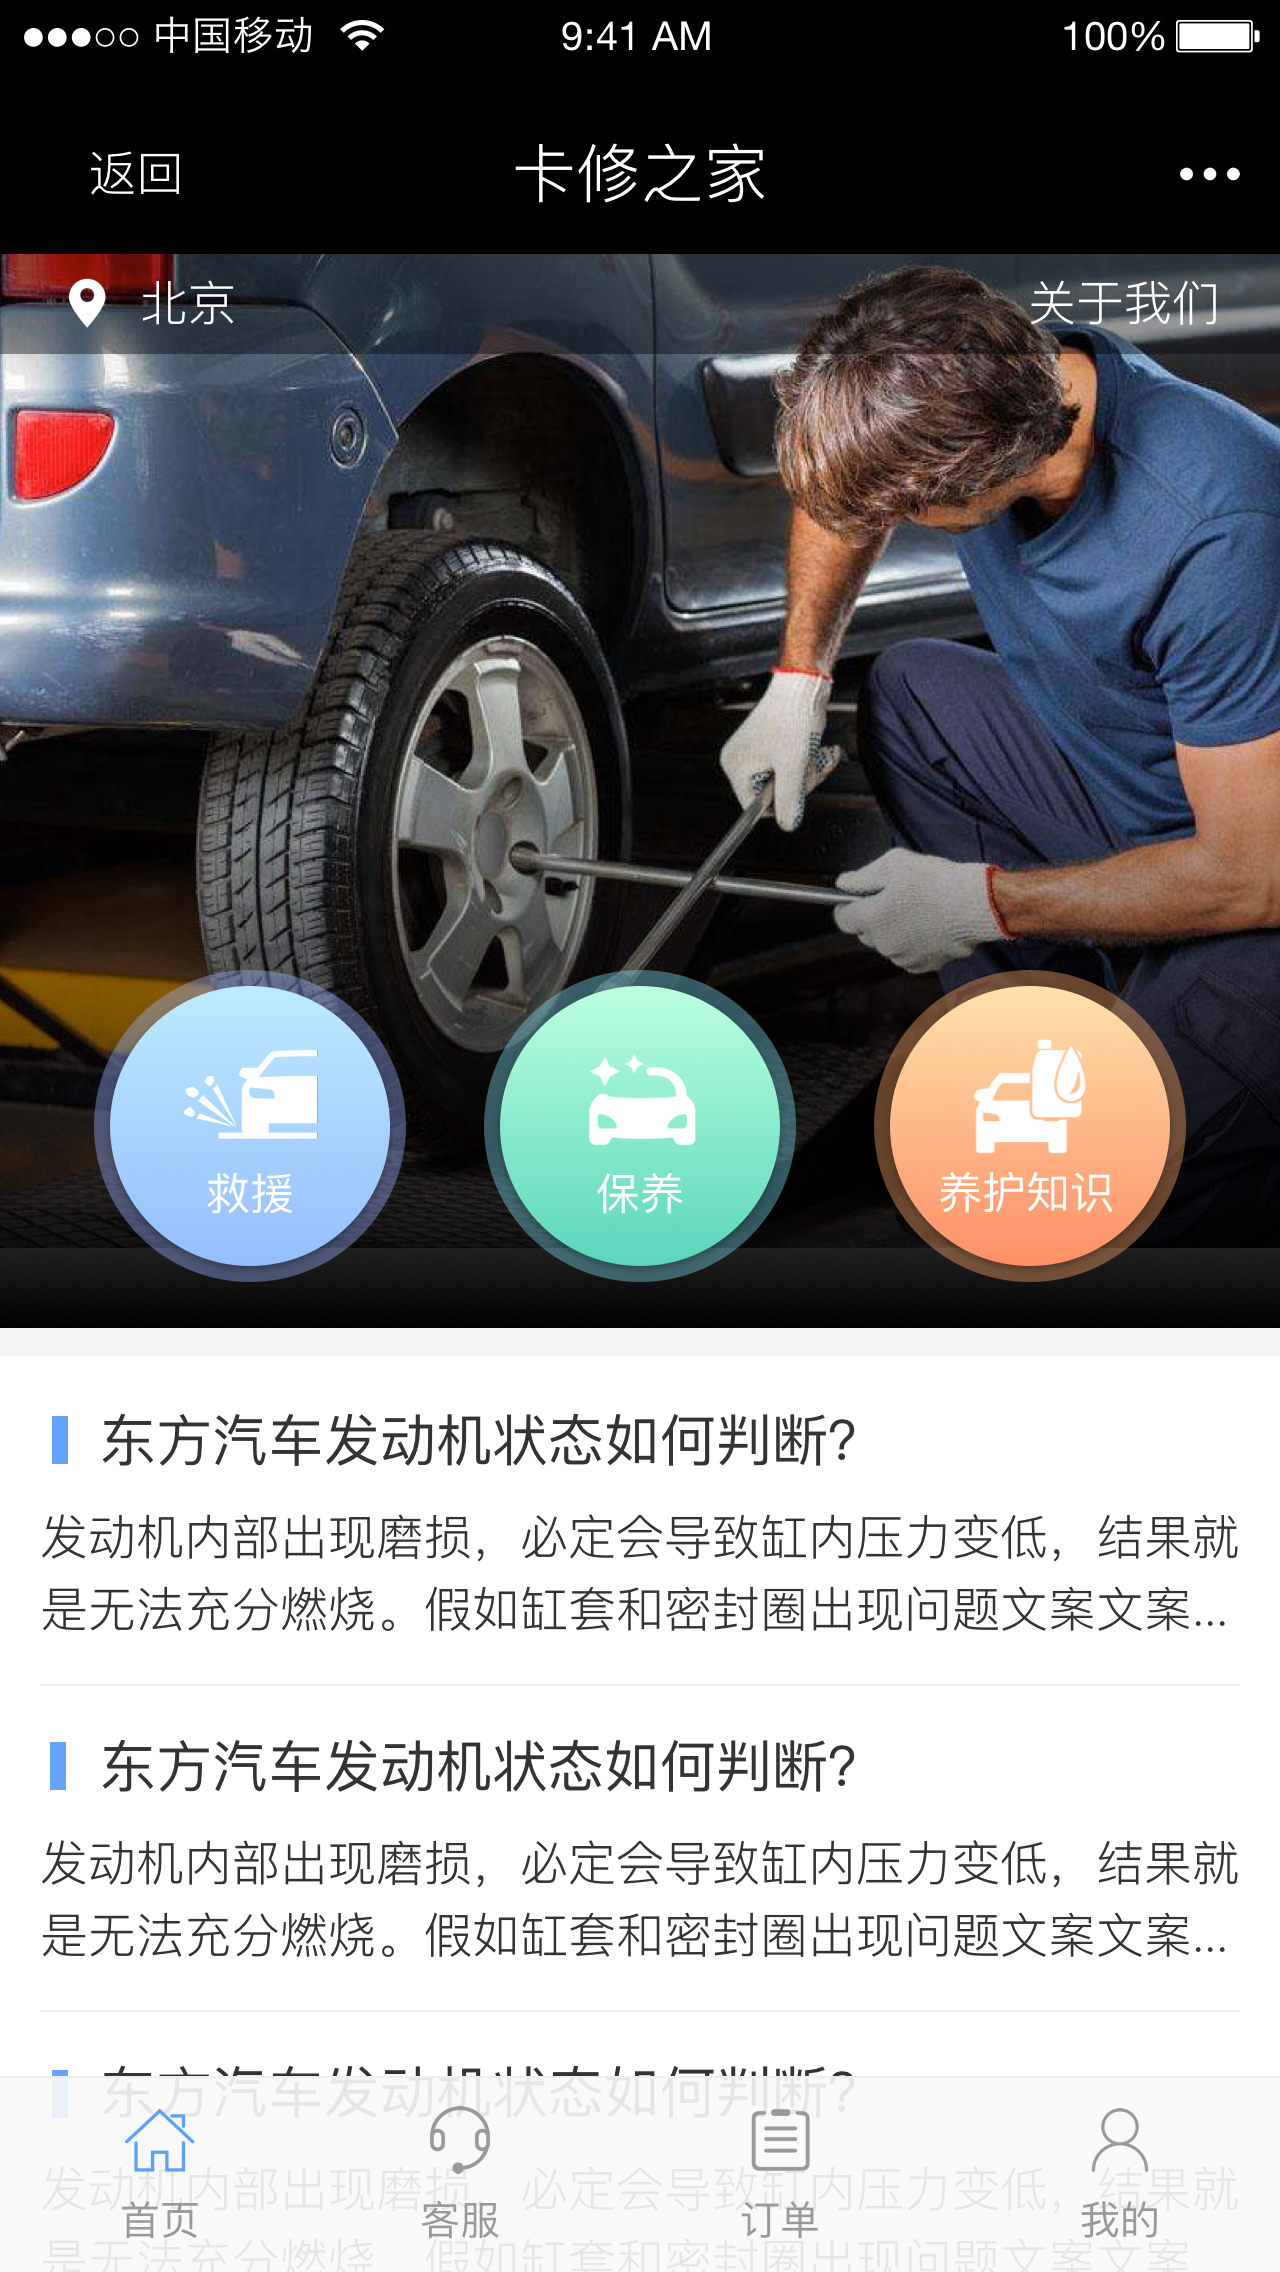 中国移动 9:41 AM 100%
返回 卡修之家
北京 关于我们
救援 保养 养护知识
东方汽车发动机状态如何判断?
发动机内部出现磨损，必定会导致缸内压力变低，结果就
是无法充分燃烧。假如缸套和密封圈出现问题文案文案...
东方汽车发动机状态如何判断?
发动机内部出现磨损，必定会导致缸内压力变低，结果就
是无法充分燃烧。假如缸套和密封圈出现问题文案文案...
东方汽车发动机状态如何判断?
发动机内部出现磨损，必定会导致缸内压力变低，结果就
是无法充分燃烧。假如缸套和密封圈出现问题文案文案
首页 客服 订单 我的